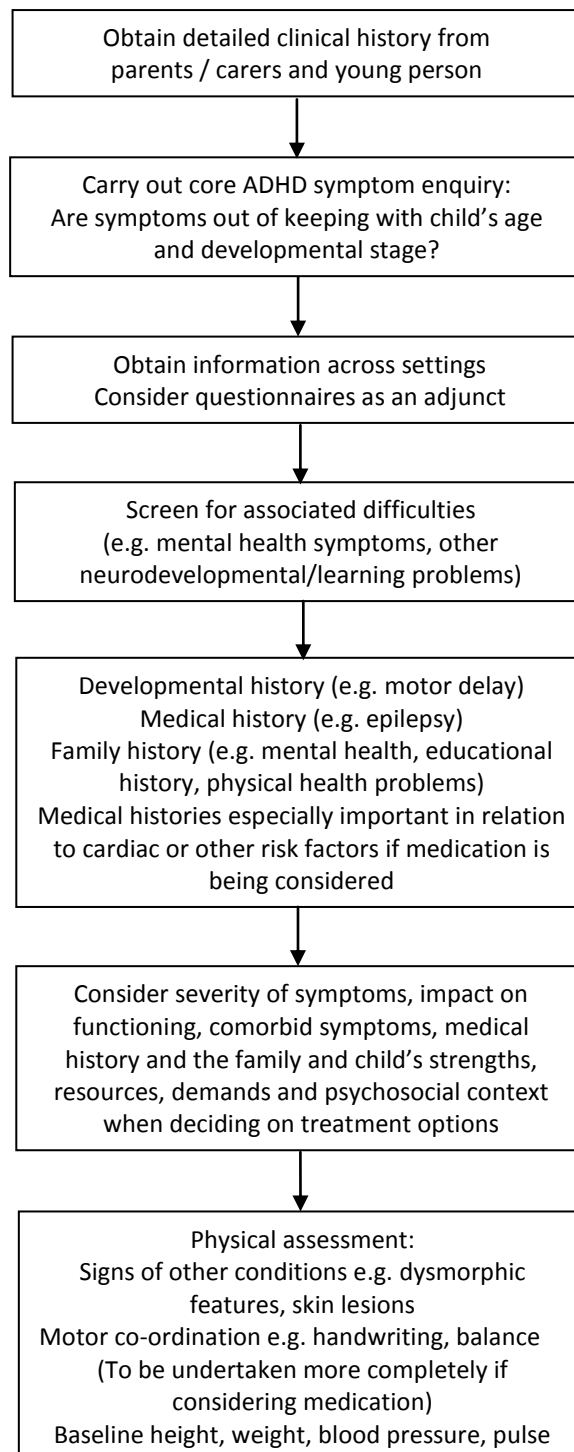 Obtain detailed clinical history from
parents / carers and young person
Carry out core ADHD symptom enquiry:
Are symptoms out of keeping with child’s age
and developmental stage?
Obtain information across settings
Consider questionnaires as an adjunct
Screen for associated difficulties
(e.g. mental health symptoms, other
neurodevelopmental/learning problems)
Developmental history (e.g. motor delay)
Medical history (e.g. epilepsy)
Family history (e.g. mental health, educational
history, physical health problems)
Medical histories especially important in relation
to cardiac or other risk factors if medication is
being considered
Consider severity of symptoms, impact on
functioning, comorbid symptoms, medical
history and the family and child’s strengths,
resources, demands and psychosocial context
when deciding on treatment options
Physical assessment:
Signs of other conditions e.g. dysmorphic
features, skin lesions
Motor co-ordination e.g. handwriting, balance
(To be undertaken more completely if
considering medication)
Baseline height, weight, blood pressure, pulse